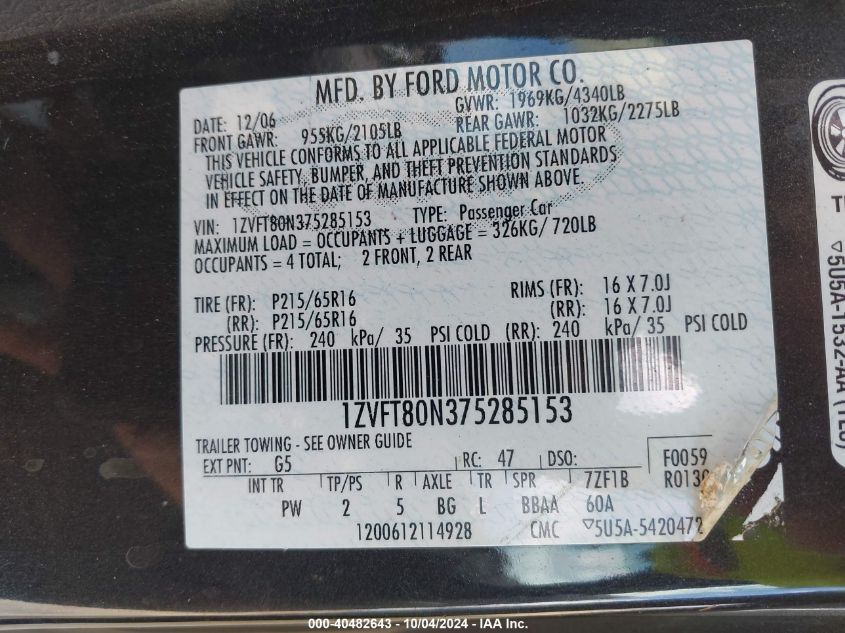 MFD. BY FORD MOTOR CO.
DATE: 12/06 GVWR: 1969KG/4340LB
FRONT GAWR: 955KG/2105LB REAR GAWR: 1032KG/2275LB
THIS VEHICLE CONFORMS TO ALL APPLICABLE FEDERAL MOTOR
VEHICLE SAFETY, BUMPER, AND THEFT PREVENTION STANDARDS
IN EFFECT ON THE DATE OF MANUFACTURE SHOWN ABOVE.
VIN: 1ZVFT80N375285153 TYPE: Passenger Car
MAXIMUM LOAD = OCCUPANTS + LUGGAGE = 326KG/ 720LB
OCCUPANTS = 4 TOTAL; 2 FRONT, 2 REAR
TIRE (FR): P215/65R16 RIMS (FR): 16 X 7.0J
(RR): P215/65R16 (RR): 16 X 7.0J
PRESSURE (FR): 240 kPa/ 35 PSI COLD (RR): 240 kPa/ 35 PSI COLD
1ZVFT80N375285153
TRAILER TOWING - SEE OWNER GUIDE
EXT PNT: G5 RC: 47 DSO: F0059
INT TR TP/PS R AXLE TR SPR 7ZF1B R0130
PW 2 5 BG L BBAA 60A
1200612114928 CMC ▽5U5A-5420472
▽5U5A-1532-AA
000-40482643 - 10/04/2024 - IAA Inc.